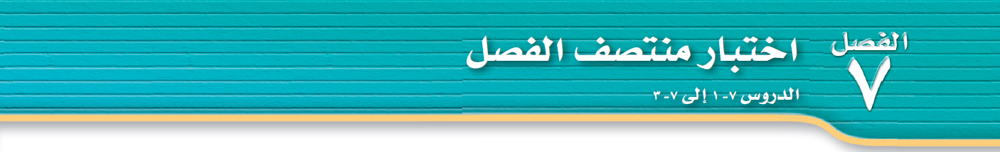 الفصل
٧
اختبار منتصف الفصل
الدروس ٧-١ إلى ٧-٣